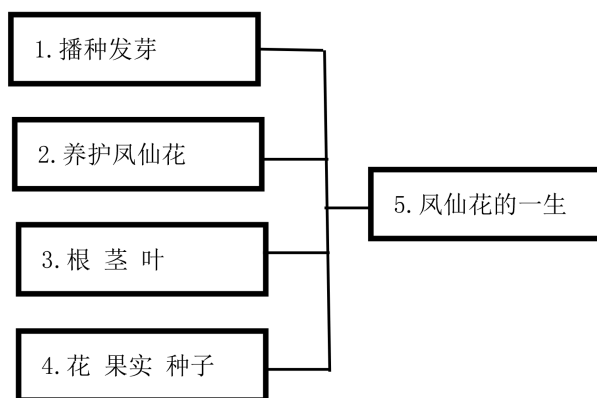 1.播种发芽
2.养护凤仙花
3.根 茎 叶
4.花 果实 种子
5.凤仙花的一生